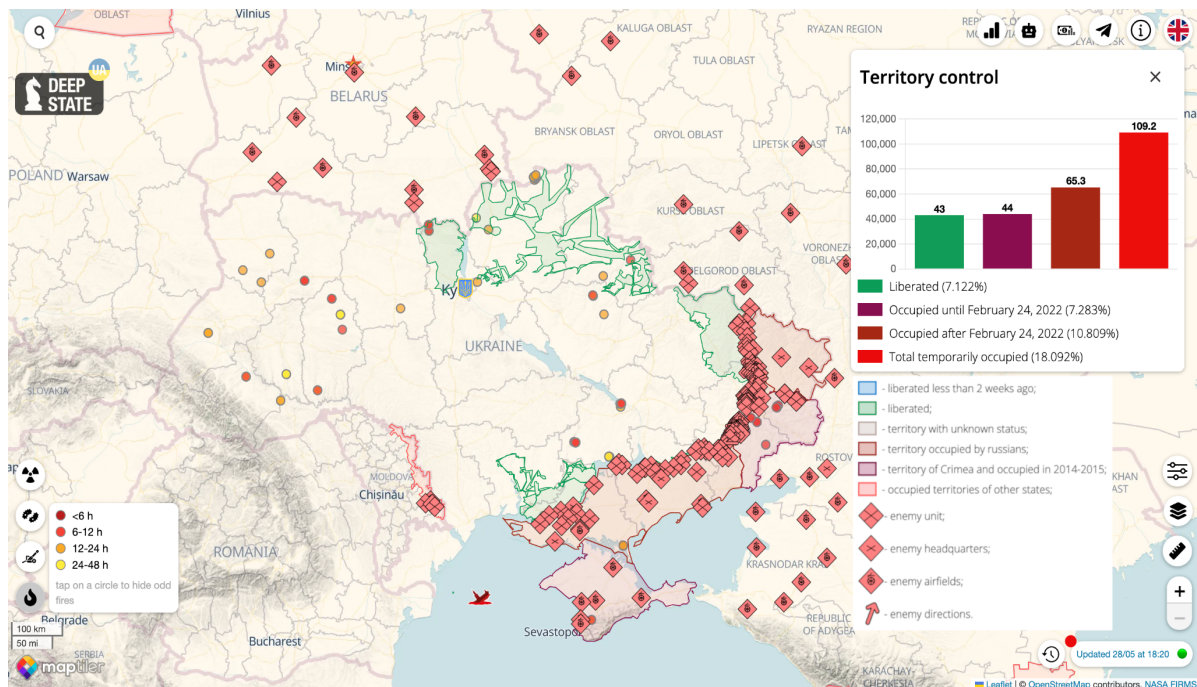 OBLAST
Vilnius
KALUGA OBLAST
RYAZAN REGION
TULA OBLAST
Territory control
UA
DEEP
STATE
Minsk
BELARUS
BRYANSK OBLAST
ORYOL OBLAST
LIPETSK OBLAST
POLAND
Warsaw
KURSK OBLAST
BELGOROD OBLAST
UKRAINE
SLOVAKIA
120,000
100,000
80,000
60,000
40,000
20,000
0
43
44
65.3
109.2
Liberated (7.122%)
Occupied until February 24, 2022 (7.283%)
Occupied after February 24, 2022 (10.809%)
Total temporarily occupied (18.092%)
- liberated less than 2 weeks ago;
- liberated;
- territory with unknown status;
- territory occupied by russians;
- territory of Crimea and occupied in 2014-2015;
- occupied territories of other states;
- enemy unit;
- enemy headquarters;
- enemy airfields;
- enemy directions.
MOLDOVA
Chișinău
ROSTOV
ROMANIA
KRASNODAR KRAI
<6 h
6-12 h
12-24 h
24-48 h
tap on a circle to hide odd
fires
Belgrade
SERBIA
Bucharest
Sevastopol
REPUBLIC
OF ADYGEA
KARACHAY-
CHERKESIA
100 km
50 mi
maptiler
+
−
Updated 28/05 at 18:20
Leaflet | © OpenStreetMap contributors, NASA FIRMS